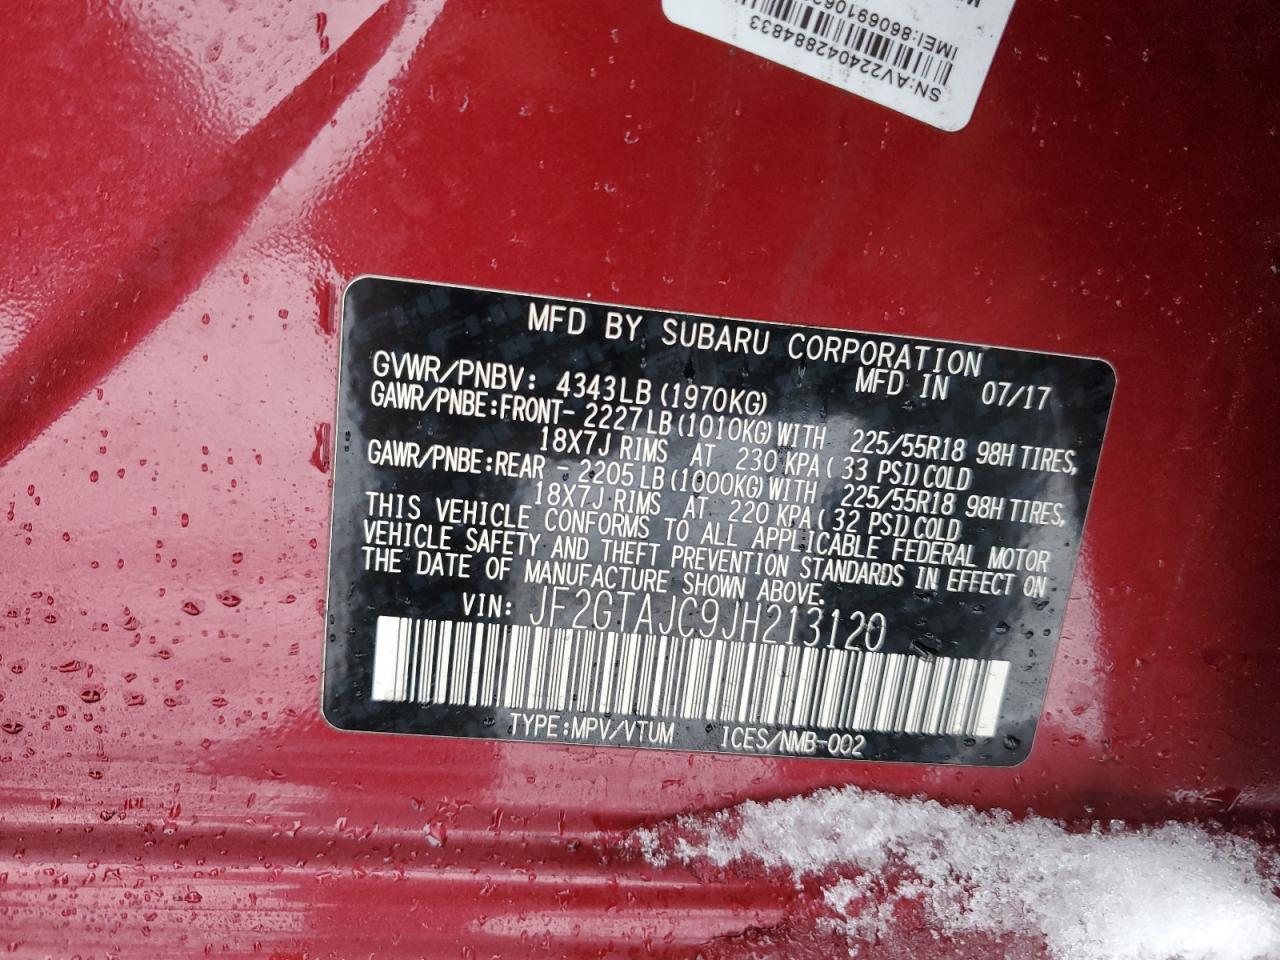 SN:AV224042884833
MFD BY SUBARU CORPORATION
GVWR/PNBV: 4343LB (1970KG) MFD IN 07/17
GAWR/PNBE:FRONT- 2227LB(1010KG)WITH 225/55R18 98H TIRES,
18X7J RIMS AT 230 KPA( 33 PSI)COLD
GAWR/PNBE:REAR - 2205LB(1000KG)WITH 225/55R18 98H TIRES,
18X7J RIMS AT 220 KPA( 32 PSI)COLD
THIS VEHICLE CONFORMS TO ALL APPLICABLE FEDERAL MOTOR
VEHICLE SAFETY AND THEFT PREVENTION STANDARDS IN EFFECT ON
THE DATE OF MANUFACTURE SHOWN ABOVE.
VIN: JF2GTAJC9JH213120
TYPE:MPV/VTUM ICES/NMB-002